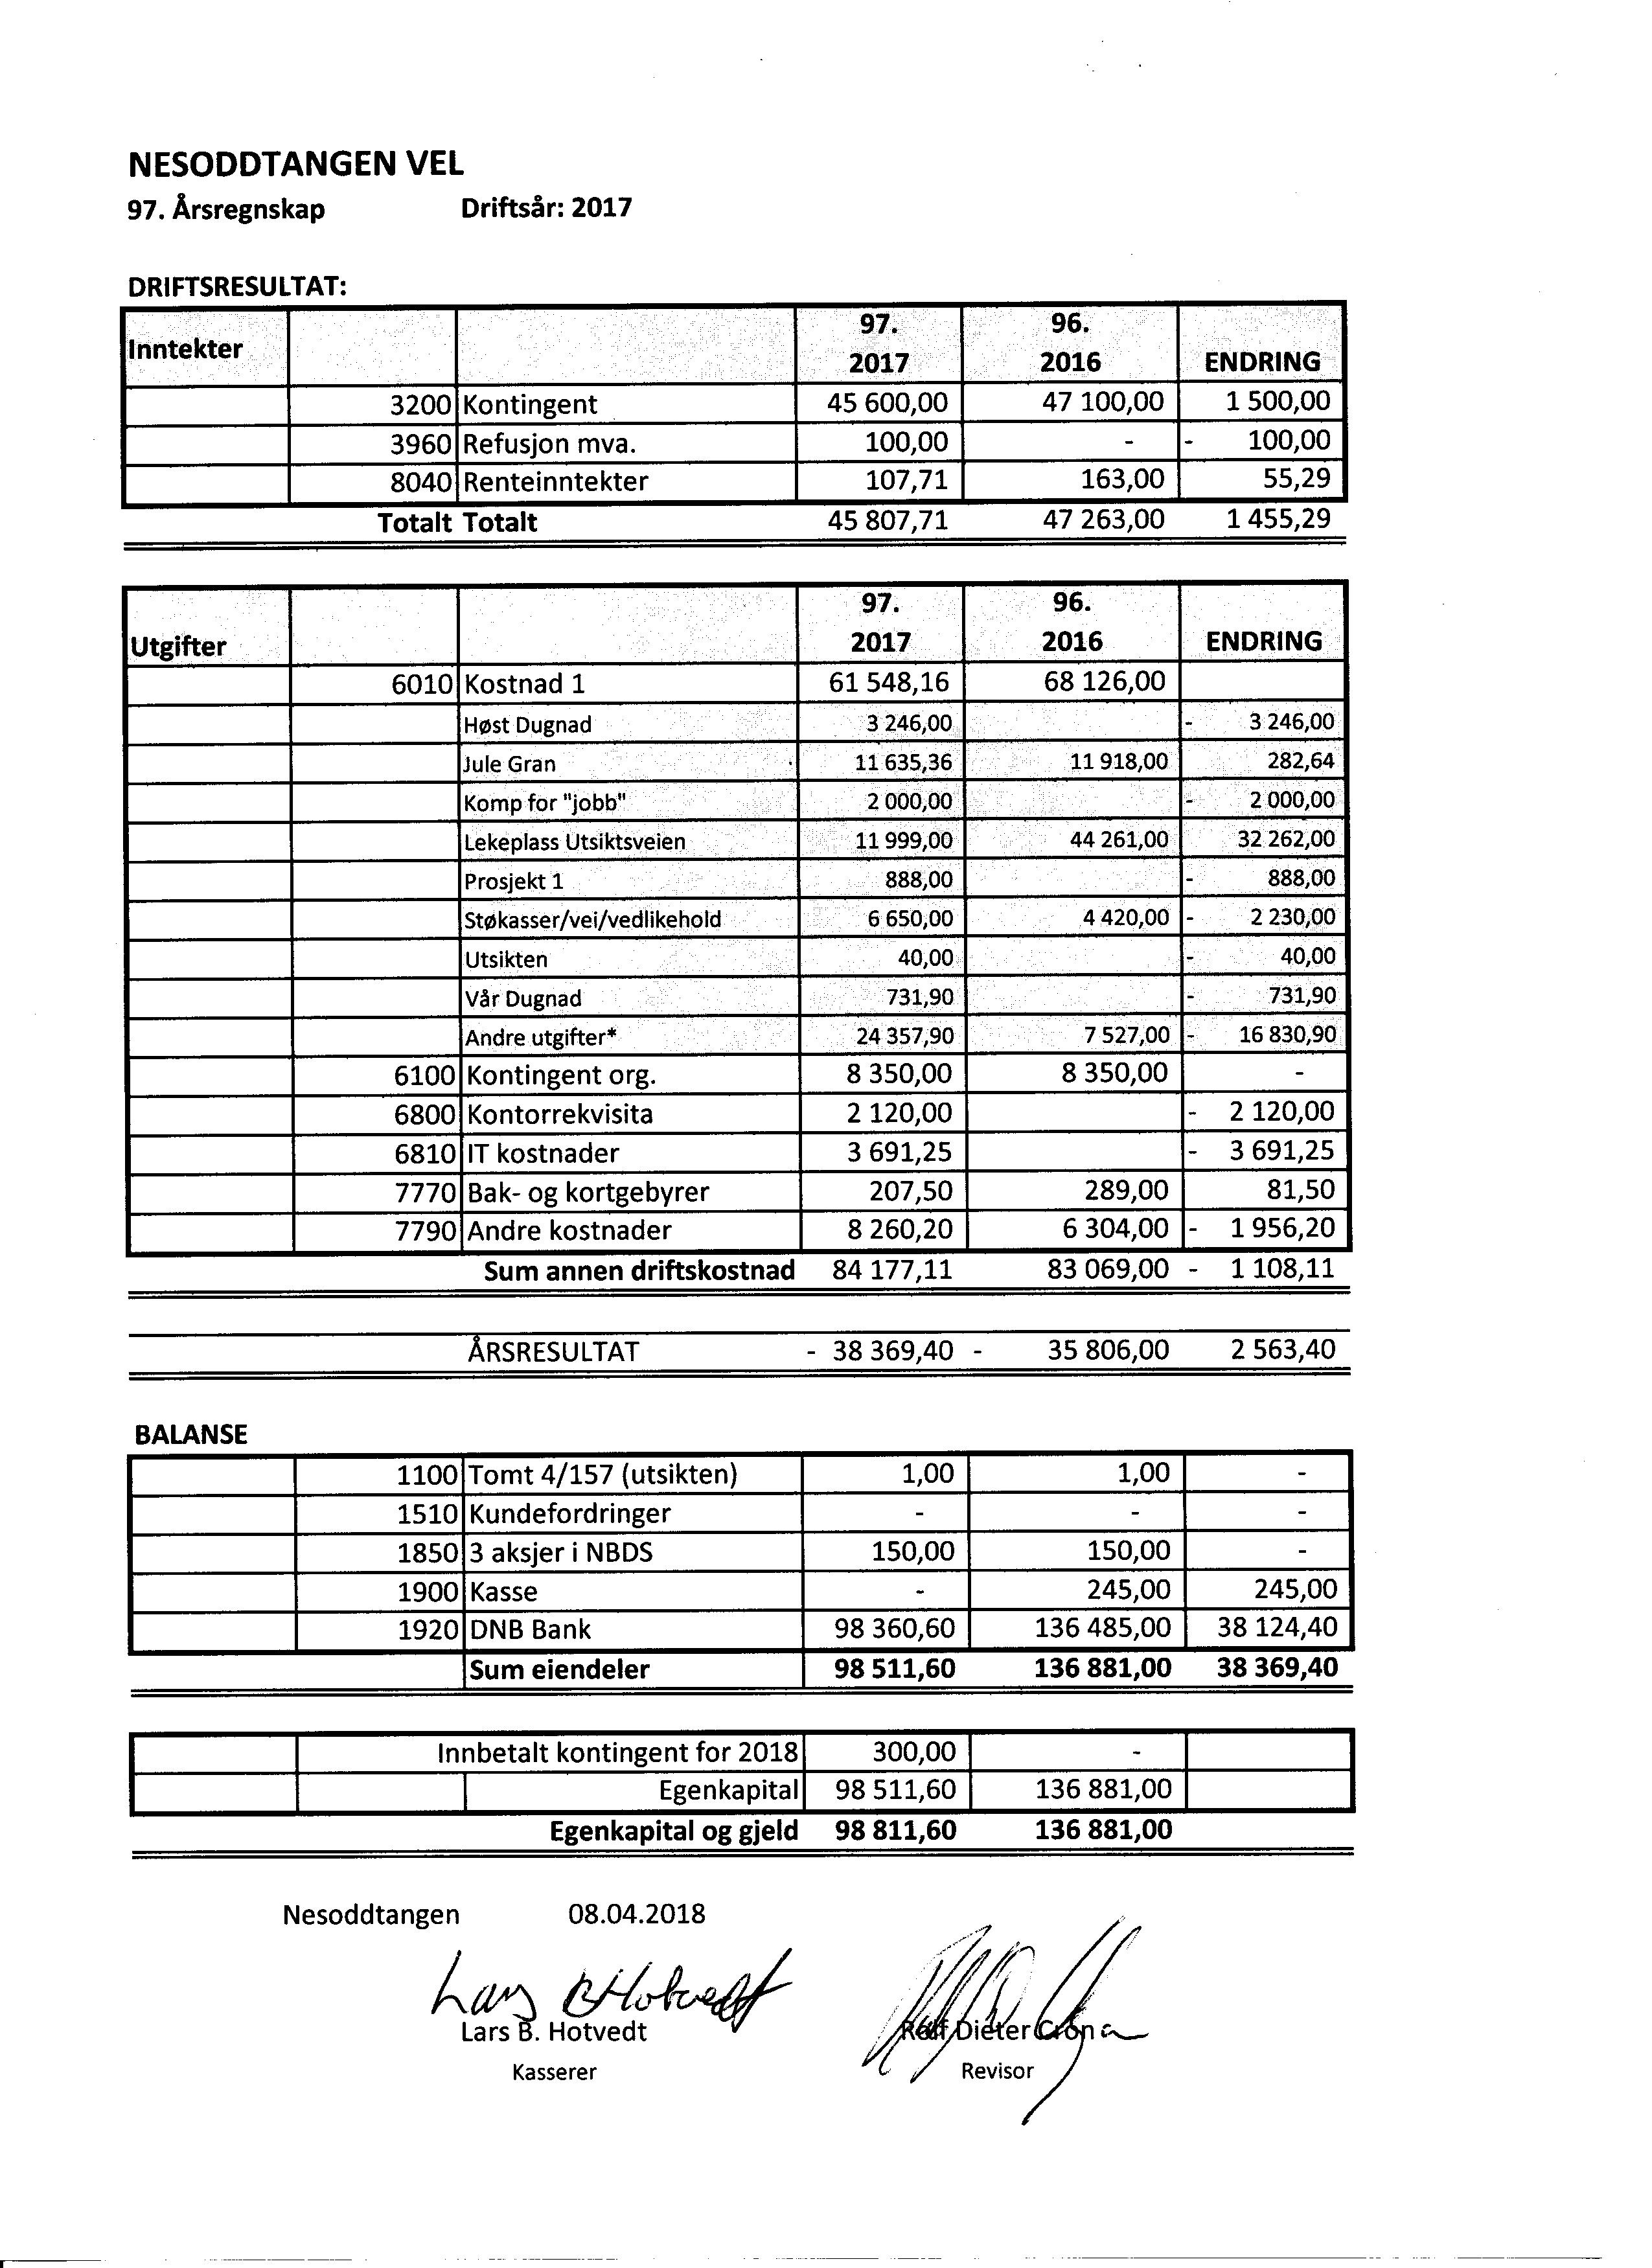 NESODDTANGEN VEL
97. Årsregnskap Driftsår: 2017
DRIFTSRESULTAT:
Inntekter 97. 2017 96. 2016 ENDRING
3200 Kontingent 45 600,00 47 100,00 1 500,00
3960 Refusjon mva. 100,00 - - 100,00
8040 Renteinntekter 107,71 163,00 55,29
Totalt Totalt 45 807,71 47 263,00 1 455,29
Utgifter 97. 2017 96. 2016 ENDRING
6010 Kostnad 1 61 548,16 68 126,00
Høst Dugnad 3 246,00 - 3 246,00
Jule Gran 11 635,36 11 918,00 282,64
Komp for "jobb" 2 000,00 - 2 000,00
Lekeplass Utsiktsveien 11 999,00 44 261,00 32 262,00
Prosjekt 1 888,00 - 888,00
Støkasser/vei/vedlikehold 6 650,00 4 420,00 - 2 230,00
Utsikten 40,00 - 40,00
Vår Dugnad 731,90 - 731,90
Andre utgifter* 24 357,90 7 527,00 - 16 830,90
6100 Kontingent org. 8 350,00 8 350,00 -
6800 Kontorrekvisita 2 120,00 - 2 120,00
6810 IT kostnader 3 691,25 - 3 691,25
7770 Bak- og kortgebyrer 207,50 289,00 81,50
7790 Andre kostnader 8 260,20 6 304,00 - 1 956,20
Sum annen driftskostnad 84 177,11 83 069,00 - 1 108,11
ÅRSRESULTAT - 38 369,40 - 35 806,00 2 563,40
BALANSE
1100 Tomt 4/157 (utsikten) 1,00 1,00 -
1510 Kundefordringer - - -
1850 3 aksjer i NBDS 150,00 150,00 -
1900 Kasse - 245,00 245,00
1920 DNB Bank 98 360,60 136 485,00 38 124,40
Sum eiendeler 98 511,60 136 881,00 38 369,40
Innbetalt kontingent for 2018 300,00 -
Egenkapital 98 511,60 136 881,00
Egenkapital og gjeld 98 811,60 136 881,00
Nesoddtangen 08.04.2018
Lars B Hotvedt
Lars B. Hotvedt Dieter
Kasserer Revisor